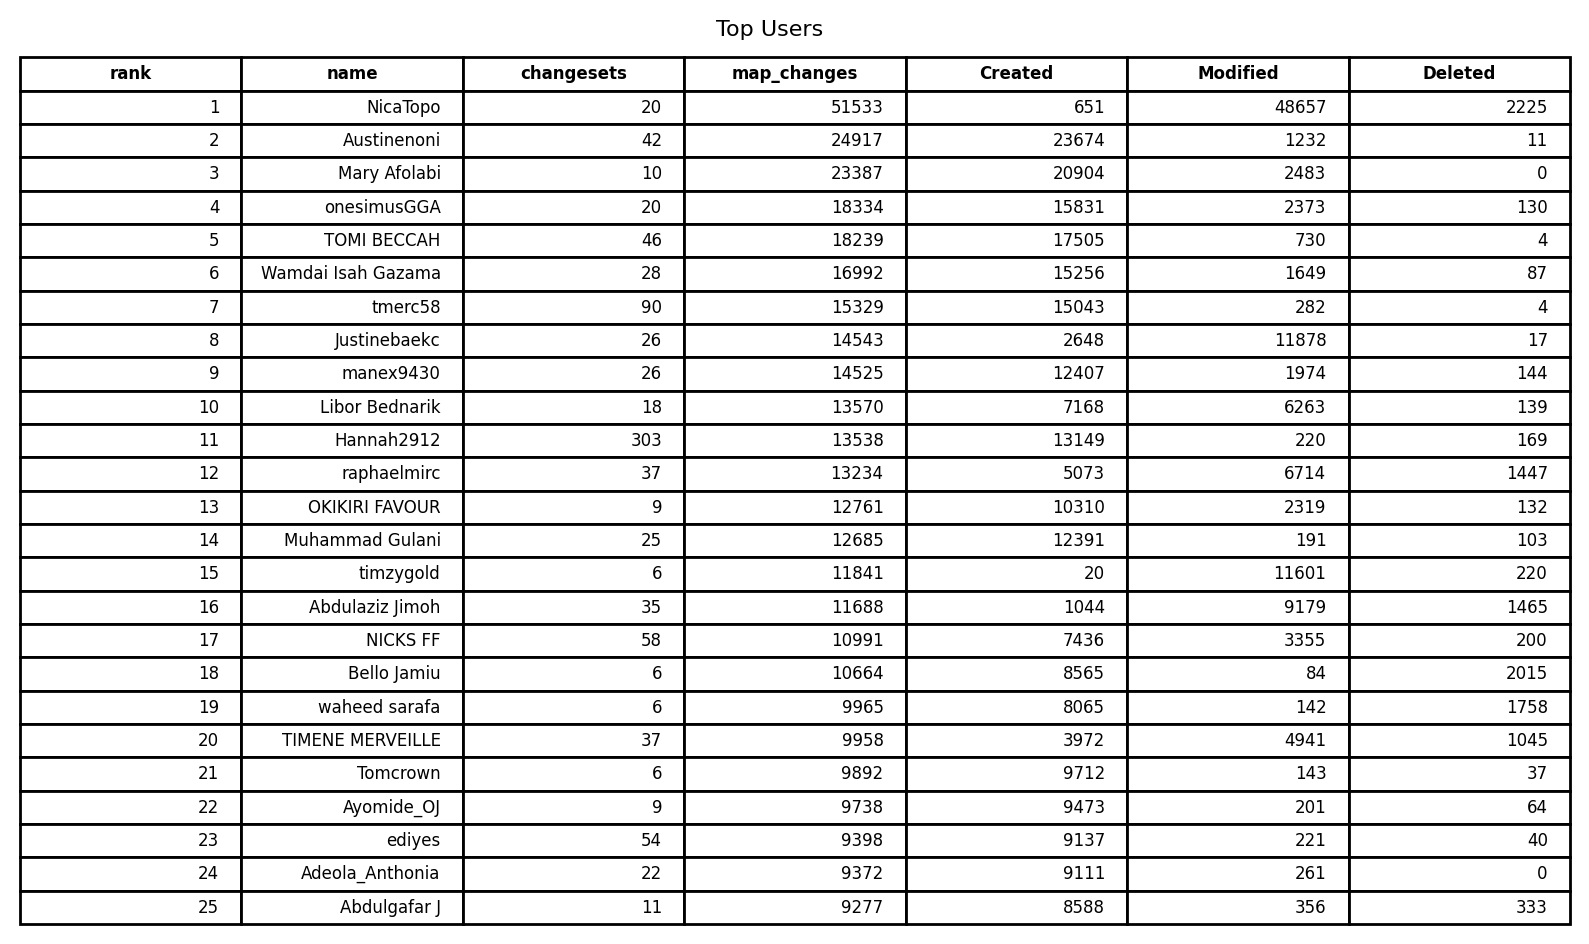 Top Users
rank name changesets map_changes Created Modified Deleted
1 NicaTopo 20 51533 651 48657 2225
2 Austinenoni 42 24917 23674 1232 11
3 Mary Afolabi 10 23387 20904 2483 0
4 onesimusGGA 20 18334 15831 2373 130
5 TOMI BECCAH 46 18239 17505 730 4
6 Wamdai Isah Gazama 28 16992 15256 1649 87
7 tmerc58 90 15329 15043 282 4
8 Justinebaekc 26 14543 2648 11878 17
9 manex9430 26 14525 12407 1974 144
10 Libor Bednarik 18 13570 7168 6263 139
11 Hannah2912 303 13538 13149 220 169
12 raphaelmirc 37 13234 5073 6714 1447
13 OKIKIRI FAVOUR 9 12761 10310 2319 132
14 Muhammad Gulani 25 12685 12391 191 103
15 timzygold 6 11841 20 11601 220
16 Abdulaziz Jimoh 35 11688 1044 9179 1465
17 NICKS FF 58 10991 7436 3355 200
18 Bello Jamiu 6 10664 8565 84 2015
19 waheed sarafa 6 9965 8065 142 1758
20 TIMENE MERVEILLE 37 9958 3972 4941 1045
21 Tomcrown 6 9892 9712 143 37
22 Ayomide_OJ 9 9738 9473 201 64
23 ediyes 54 9398 9137 221 40
24 Adeola_Anthonia 22 9372 9111 261 0
25 Abdulgafar J 11 9277 8588 356 333